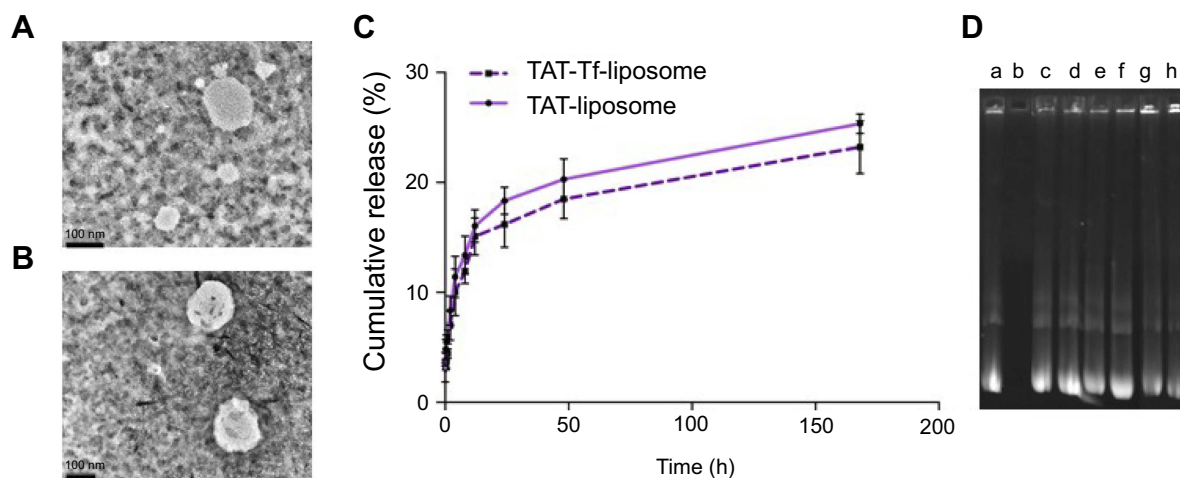 A
100 nm
B
100 nm
C
30
20
10
0
Cumulative release (%)
TAT-Tf-liposome
TAT-liposome
0 50 100 150 200
Time (h)
D
a b c d e f g h